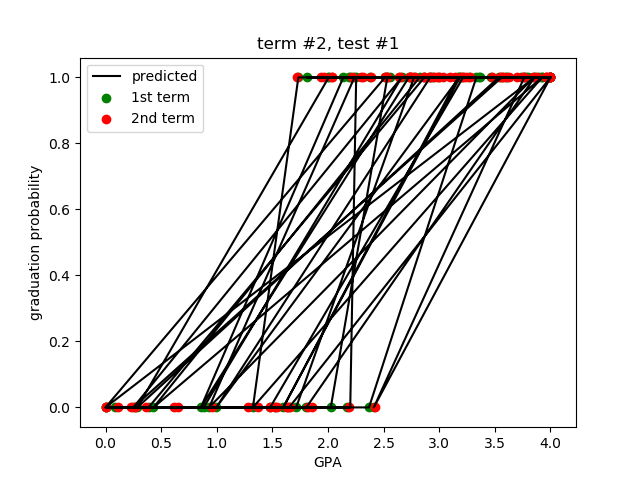 term #2, test #1
predicted
1st term
2nd term
1.0
0.8
0.6
0.4
0.2
0.0
graduation probability
0.0 0.5 1.0 1.5 2.0 2.5 3.0 3.5 4.0
GPA